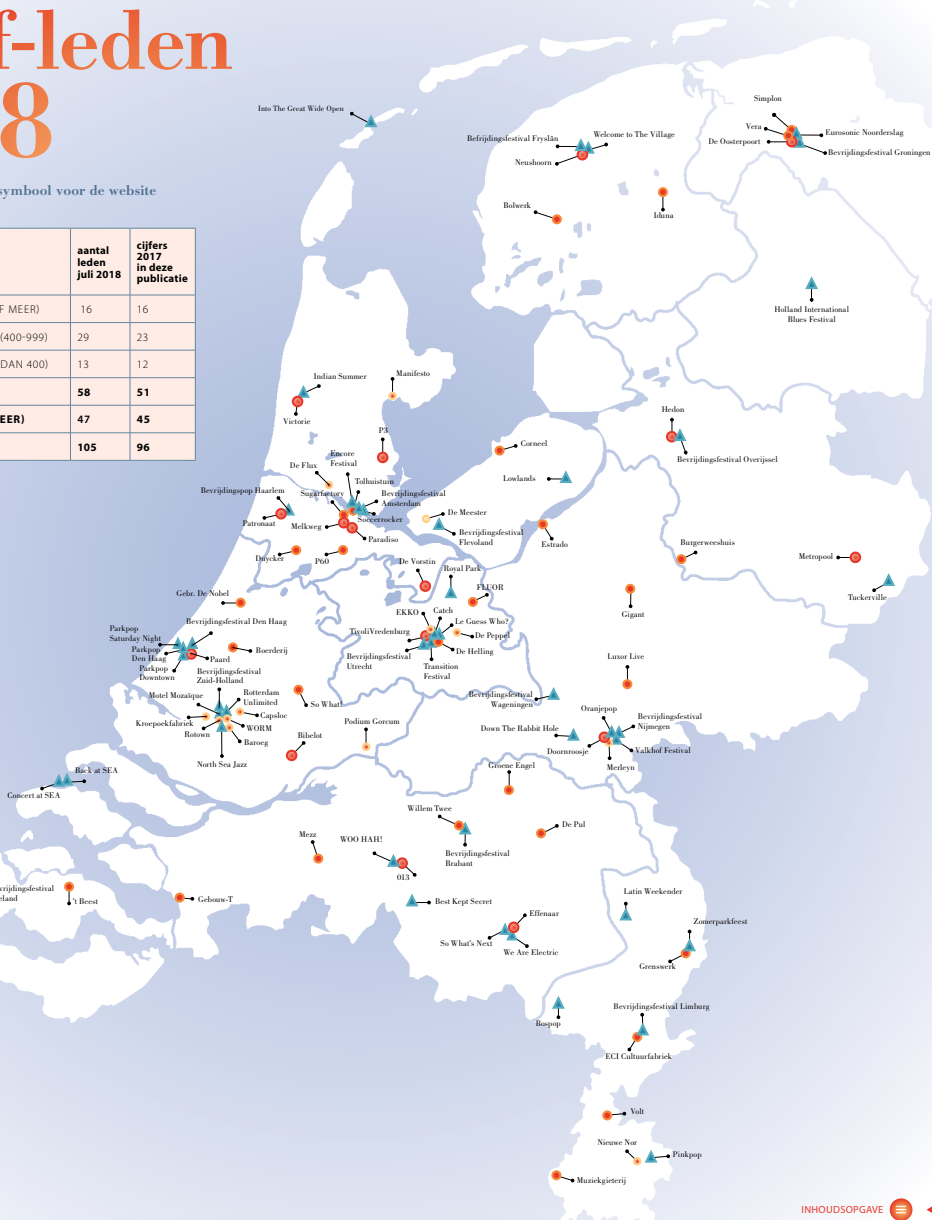 f-leden
8
symbool voor de website
aantal
leden
juli 2018
cijfers
2017
in deze
publicatie
F MEER)
16
16
(400-999)
29
23
DAN 400)
13
12
58
51
EER)
47
45
105
96
Into The Great Wide Open
Simplon
Vera
De Oosterpoort
Eurosonic Noorderslag
Bevrijdingsfestival Groningen
Befrijdingsfestival Fryslân
Welcome to The Village
Neushoorn
Bolwerk
Iduna
Holland International
Blues Festival
Indian Summer
Manifesto
Victorie
P3
Hedon
Bevrijdingsfestival Overijssel
Corneel
Lowlands
De Flux
Encore
Festival
Tolhuistuin
Sugarfactory
Bevrijdingsfestival
Amsterdam
Bevrijdingspop Haarlem
Patronaat
Melkweg
Soccerrocker
Paradiso
De Meester
Bevrijdingsfestival
Flevoland
Estrado
Burgerweeshuis
Metropool
Tuckerville
Duycker
P60
De Vorstin
Royal Park
FLUOR
Gebr. De Nobel
Gigant
EKKO
Catch
Le Guess Who?
TivoliVredenburg
De Peppel
De Helling
Bevrijdingsfestival
Utrecht
Transition
Festival
Bevrijdingsfestival Den Haag
Parkpop
Saturday Night
Parkpop
Den Haag
Parkpop
Downtown
Paard
Boerderij
Luxor Live
Bevrijdingsfestival
Zuid-Holland
Motel Mozaïque
Rotterdam
Unlimited
Kroepoekfabriek
Capsloc
Rotown
WORM
Baroeg
North Sea Jazz
So What!
Bibelot
Podium Gorcum
Bevrijdingsfestival
Wageningen
Down The Rabbit Hole
Oranjepop
Bevrijdingsfestival
Nijmegen
Doornroosje
Valkhof Festival
Merleyn
Back at SEA
Concert at SEA
Groene Engel
Willem Twee
De Pul
Bevrijdingsfestival
Brabant
Mezz
WOO HAH!
013
vrijdingsfestival
eland
't Beest
Gebouw-T
Best Kept Secret
Effenaar
So What's Next
We Are Electric
Latin Weekender
Zomerparkfeest
Grenswerk
Bospop
Bevrijdingsfestival Limburg
ECI Cultuurfabriek
Volt
Nieuwe Nor
Pinkpop
Muziekgieterij
INHOUDSOPGAVE